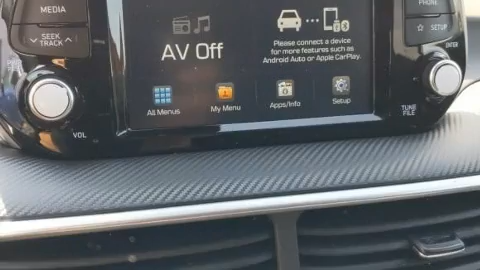 RADIO
MEDIA
SEEK
TRACK
VOL
AV Off
Please connect a device
for more features such as
Android Auto or Apple CarPlay.
All Menus
My Menu
Apps/Info
Setup
PHONE
SETUP
ENTER
TUNE
FILE